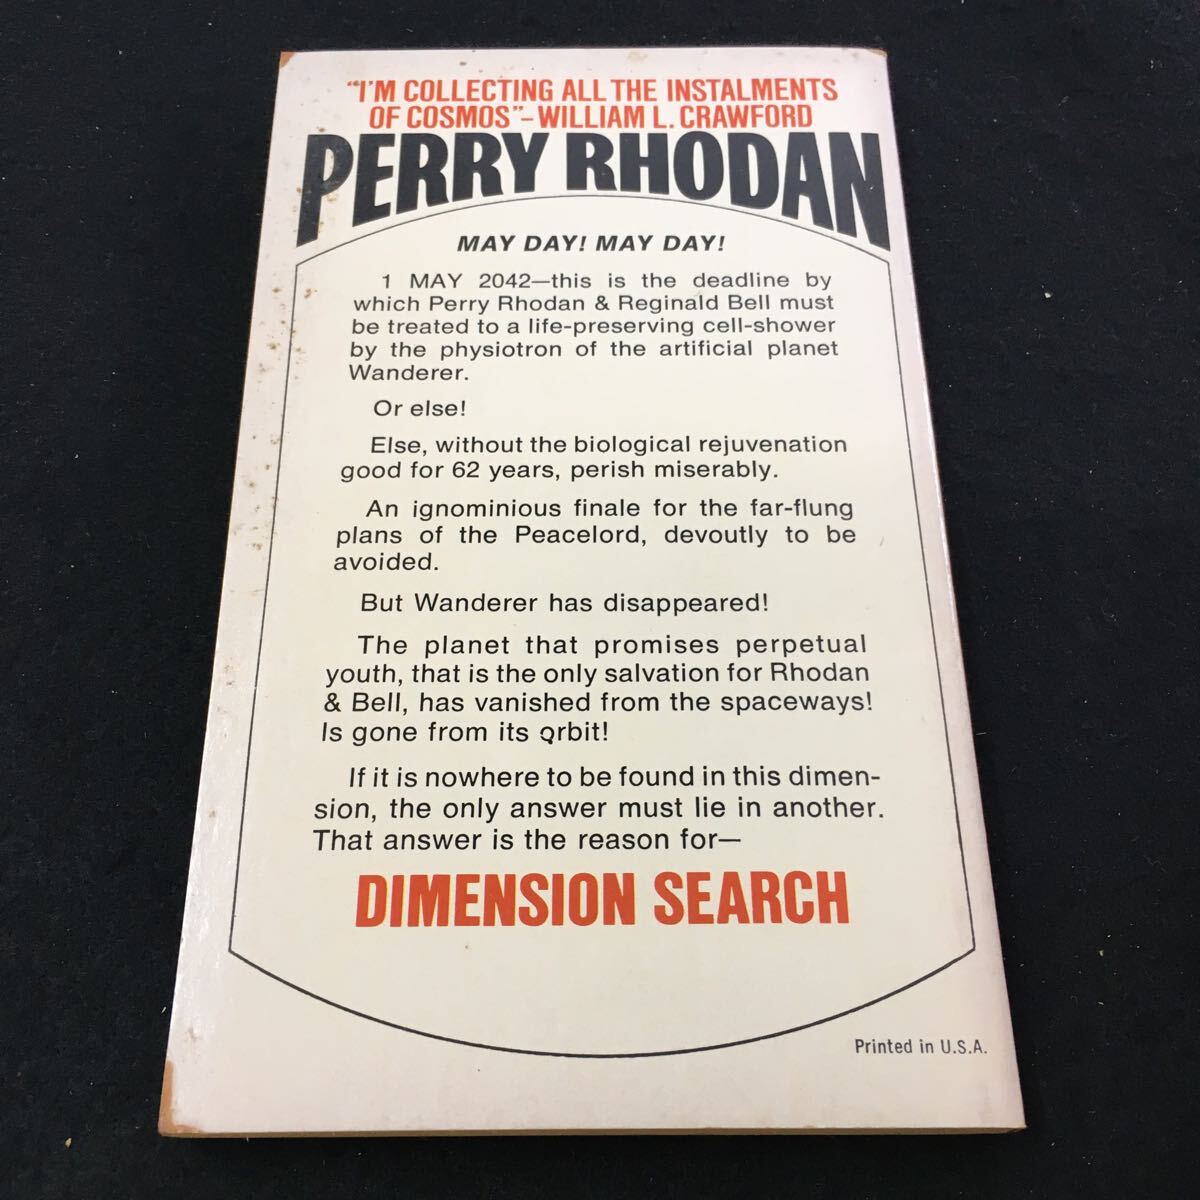 "I'M COLLECTING ALL THE INSTALMENTS
OF COSMOS"–WILLIAM L. CRAWFORD
PERRY RHODAN
MAY DAY! MAY DAY!
1 MAY 2042—this is the deadline by
which Perry Rhodan & Reginald Bell must
be treated to a life-preserving cell-shower
by the physiotron of the artificial planet
Wanderer.
Or else!
Else, without the biological rejuvenation
good for 62 years, perish miserably.
An ignominious finale for the far-flung
plans of the Peacelord, devoutly to be
avoided.
But Wanderer has disappeared!
The planet that promises perpetual
youth, that is the only salvation for Rhodan
& Bell, has vanished from the spaceways!
Is gone from its orbit!
If it is nowhere to be found in this dimen-
sion, the only answer must lie in another.
That answer is the reason for—
DIMENSION SEARCH
Printed in U.S.A.